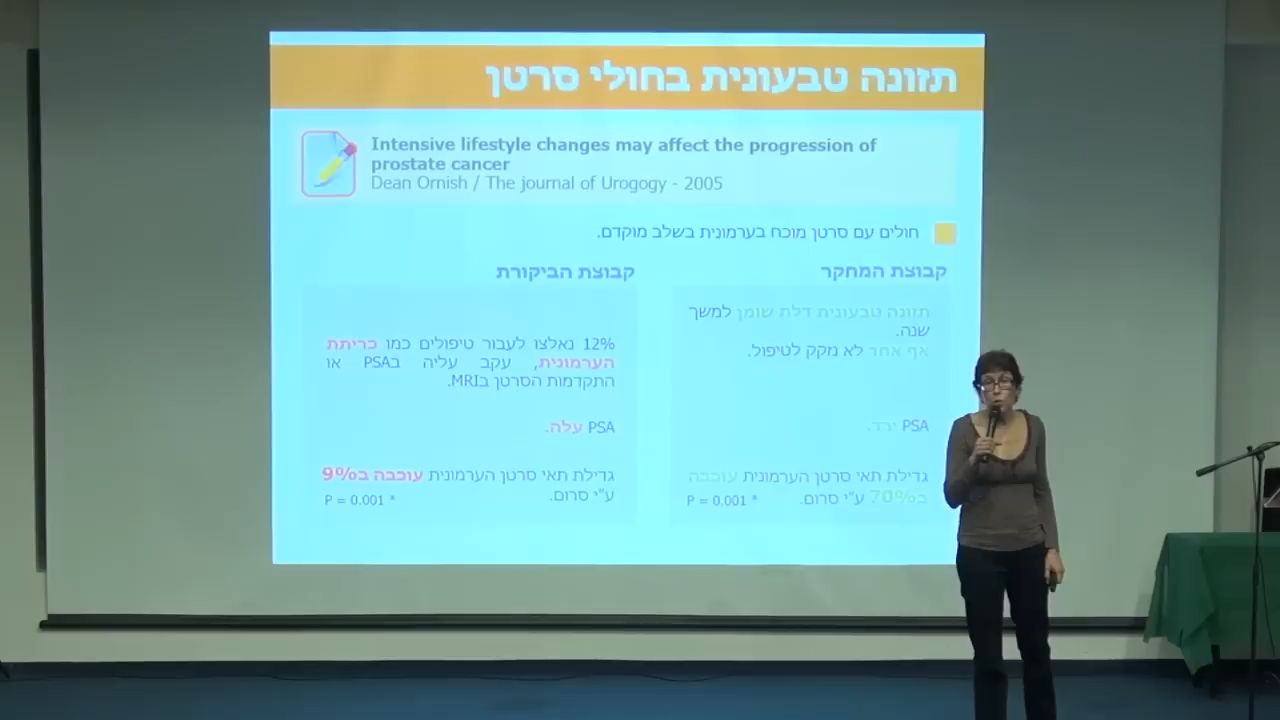 תזונה טבעונית בחולי סרטן
Intensive lifestyle changes may affect the progression of
prostate cancer
Dean Ornish / The journal of Urogogy - 2005
חולים עם סרטן מוכח בערמונית בשלב מוקדם.
קבוצת המחקר
תזונה טבעונית דלת שומן למשך
שנה.
אף אחד לא נזקק לטיפול.
PSA ירד.
גדילת תאי סרטן הערמונית עוכבה
ב70% ע"י סרום.
P = 0.001 *
קבוצת הביקורת
12% נאלצו לעבור טיפולים כמו כריתת
הערמונית, עקב עליה בPSA או
התקדמות הסרטן בMRI.
PSA עלה.
גדילת תאי סרטן הערמונית עוכבה ב9%
ע"י סרום.
P = 0.001 *